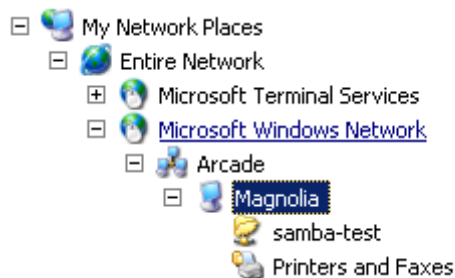 My Network Places
Entire Network
Microsoft Terminal Services
Microsoft Windows Network
Arcade
Magnolia
samba-test
Printers and Faxes